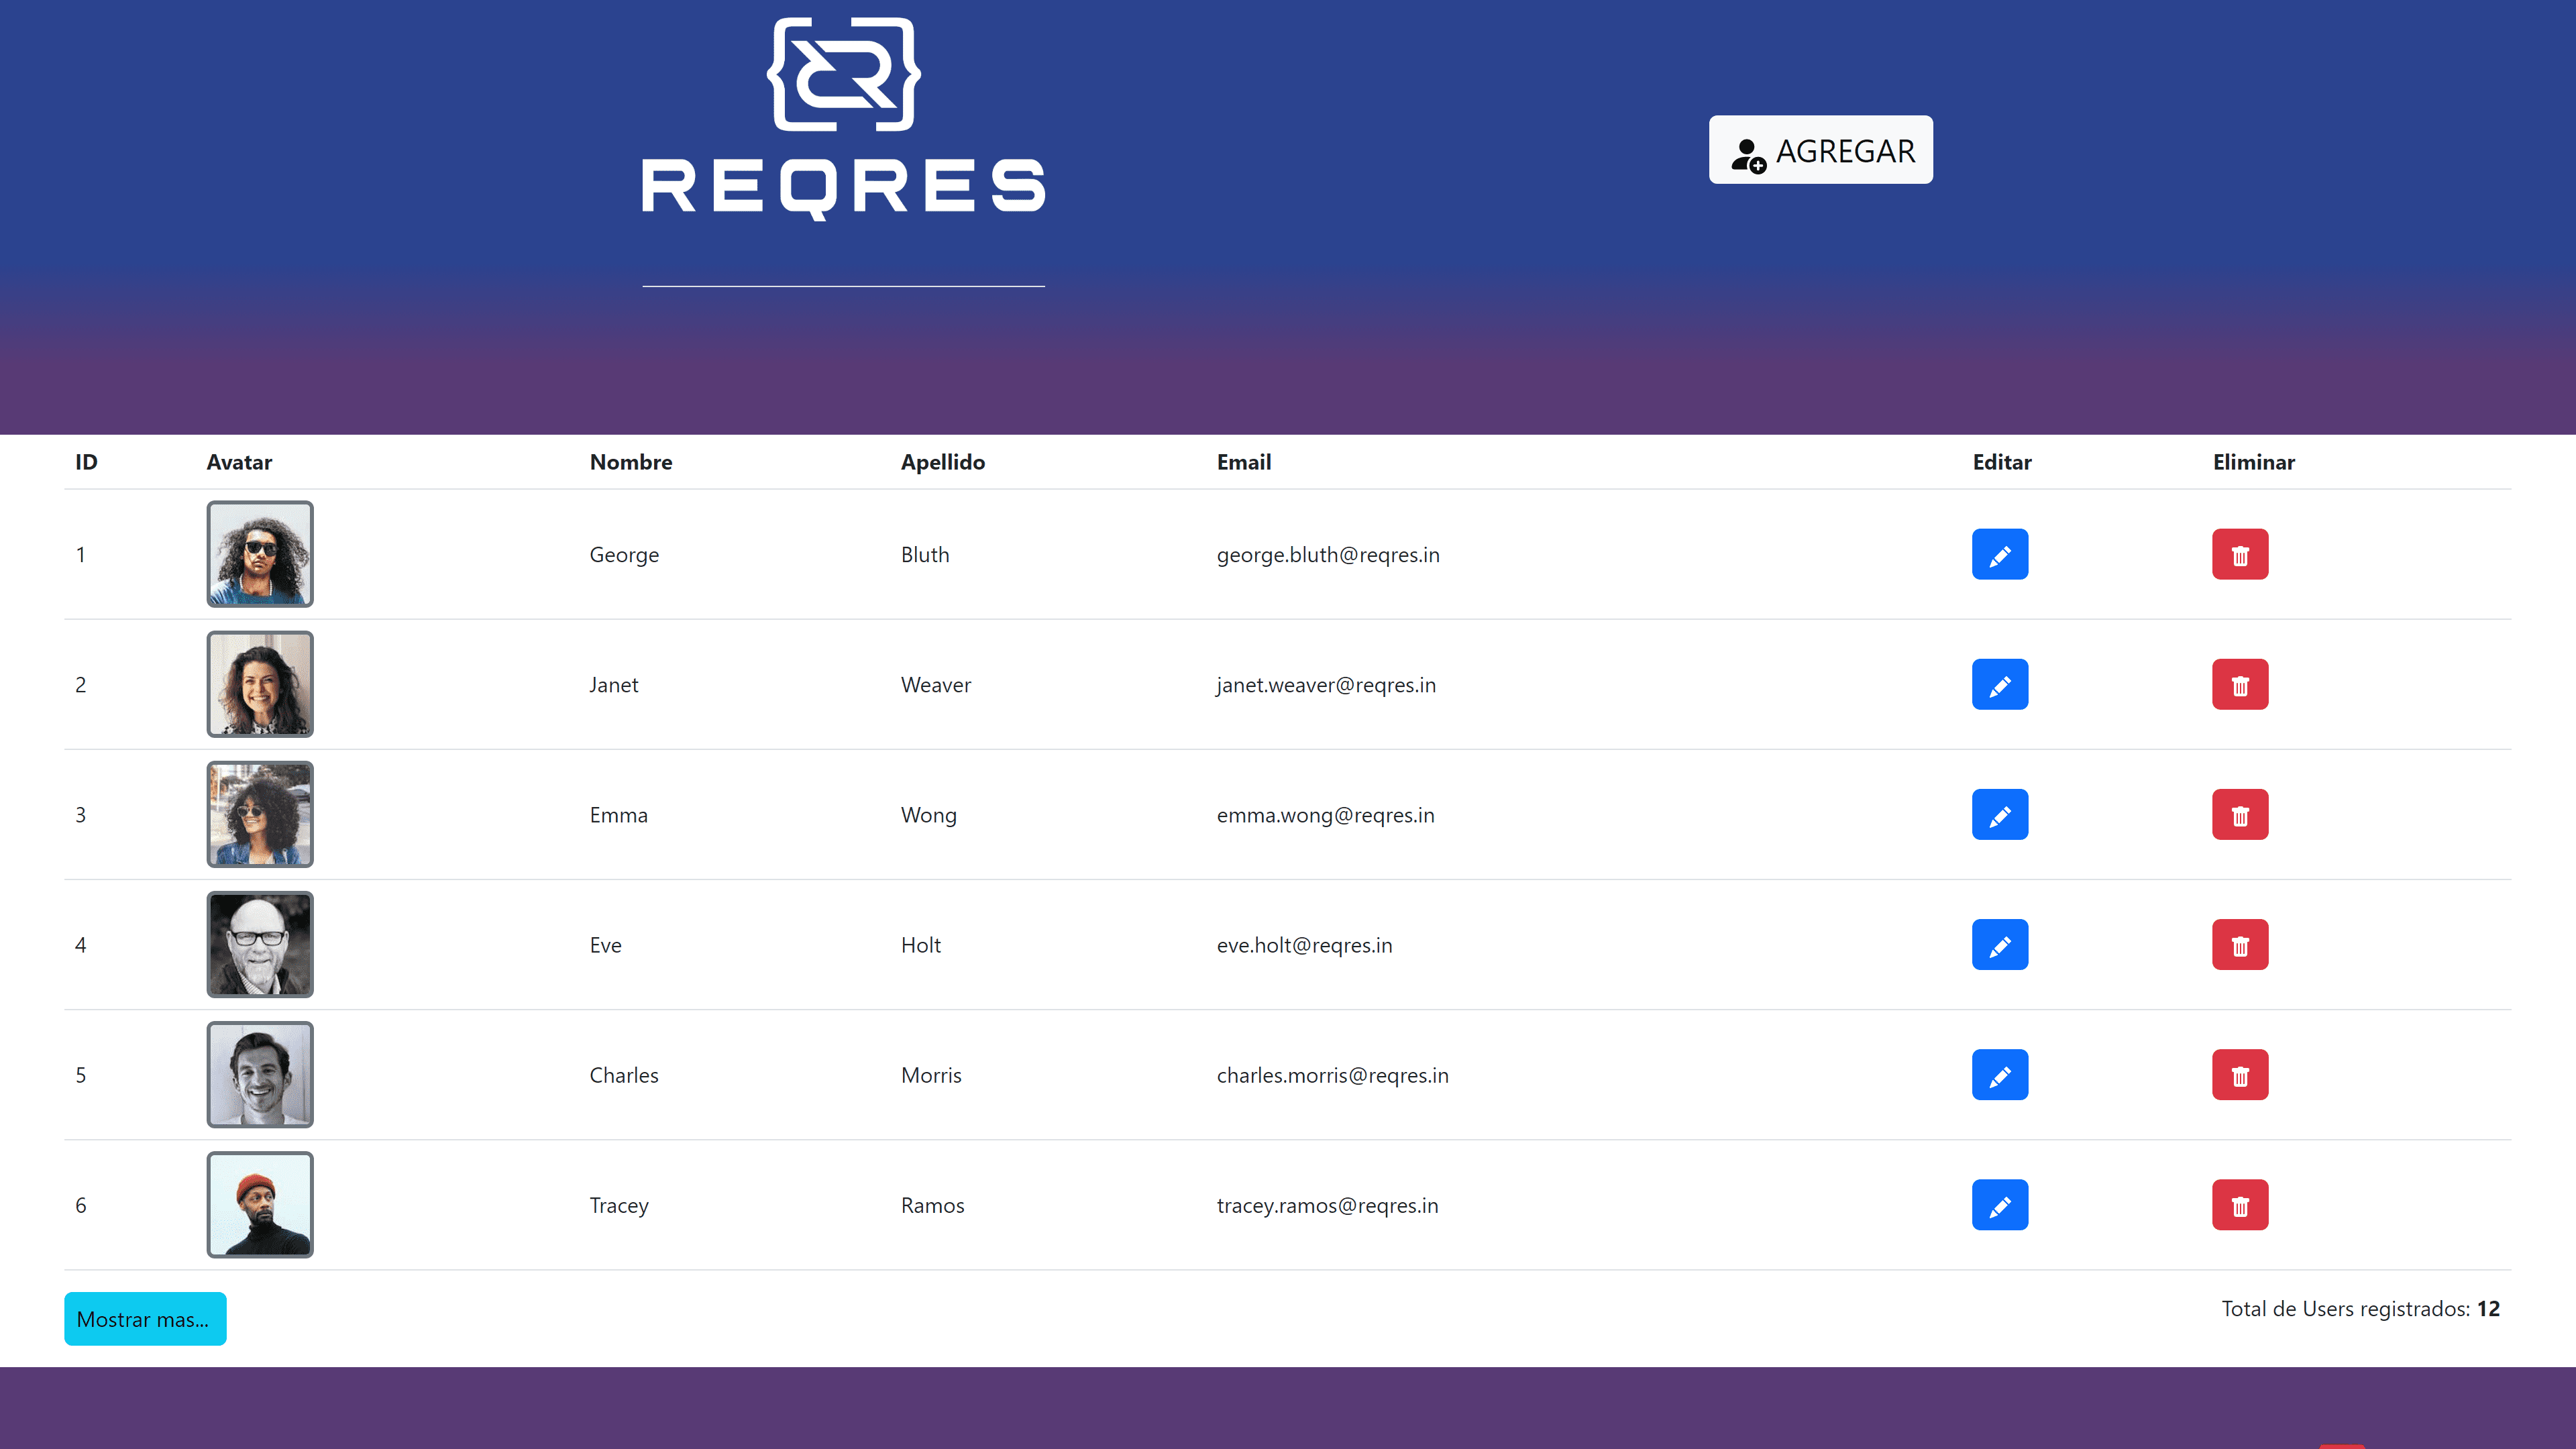 REQRES
AGREGAR
ID Avatar Nombre Apellido Email Editar Eliminar
1 George Bluth george.bluth@reqres.in
2 Janet Weaver janet.weaver@reqres.in
3 Emma Wong emma.wong@reqres.in
4 Eve Holt eve.holt@reqres.in
5 Charles Morris charles.morris@reqres.in
6 Tracey Ramos tracey.ramos@reqres.in
Mostrar mas...
Total de Users registrados: 12